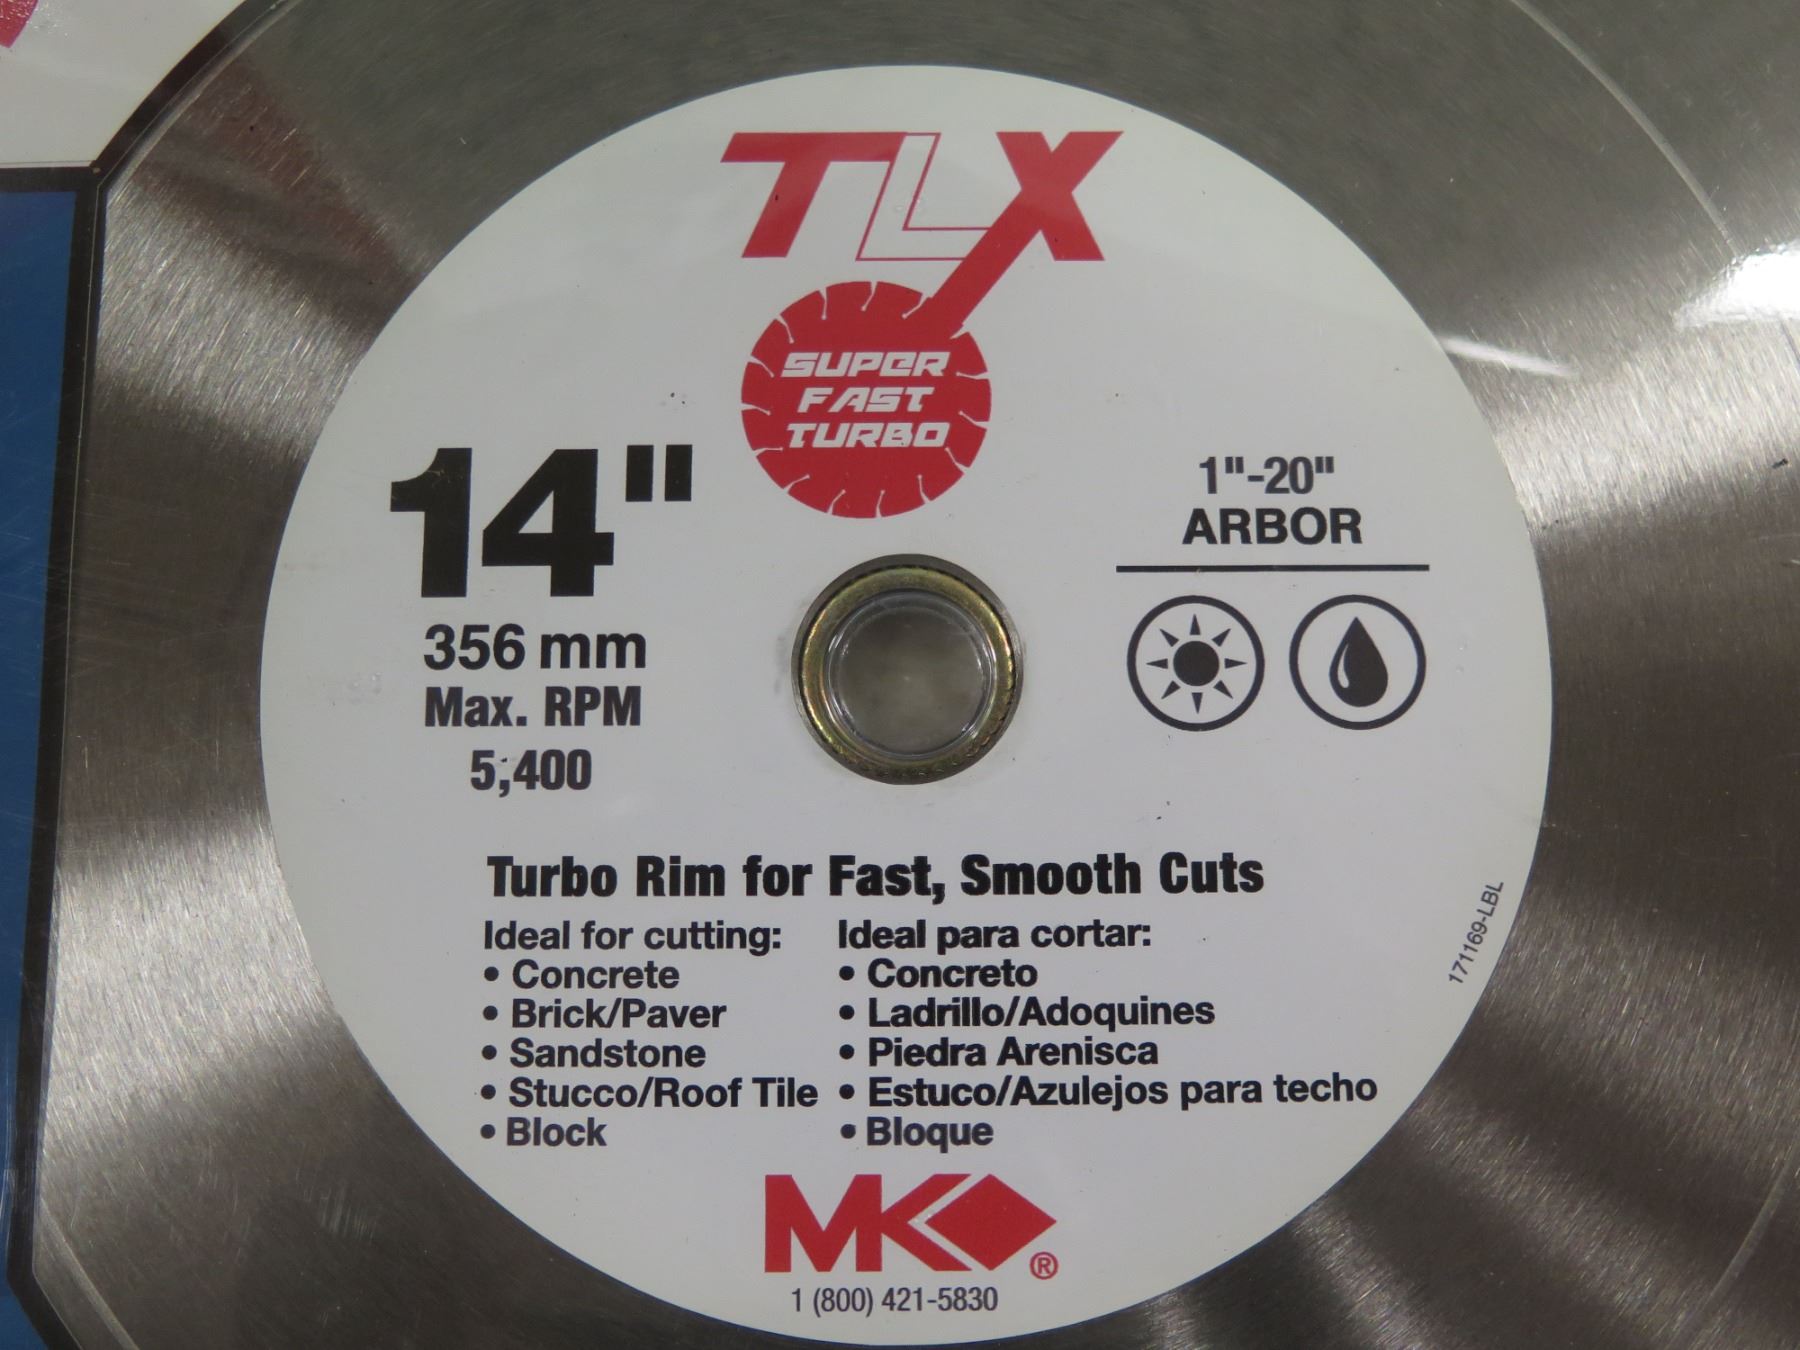 TLX
SUPER
FAST
TURBO
14"
356 mm
Max. RPM
5,400
1"-20"
ARBOR
Turbo Rim for Fast, Smooth Cuts
Ideal for cutting:
• Concrete
• Brick/Paver
• Sandstone
• Stucco/Roof Tile
• Block
Ideal para cortar:
• Concreto
• Ladrillo/Adoquines
• Piedra Arenisca
• Estuco/Azulejos para techo
• Bloque
171169-LBL
MK®
1 (800) 421-5830